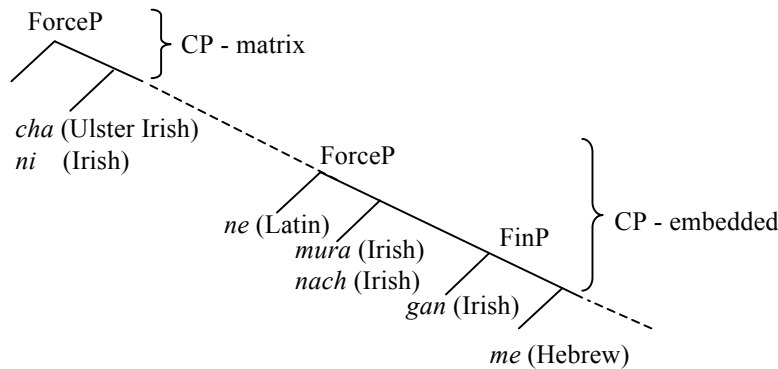 ForceP
CP - matrix
cha (Ulster Irish)
ni (Irish)
ForceP
ne (Latin)
mura (Irish)
nach (Irish)
FinP
CP - embedded
gan (Irish)
me (Hebrew)